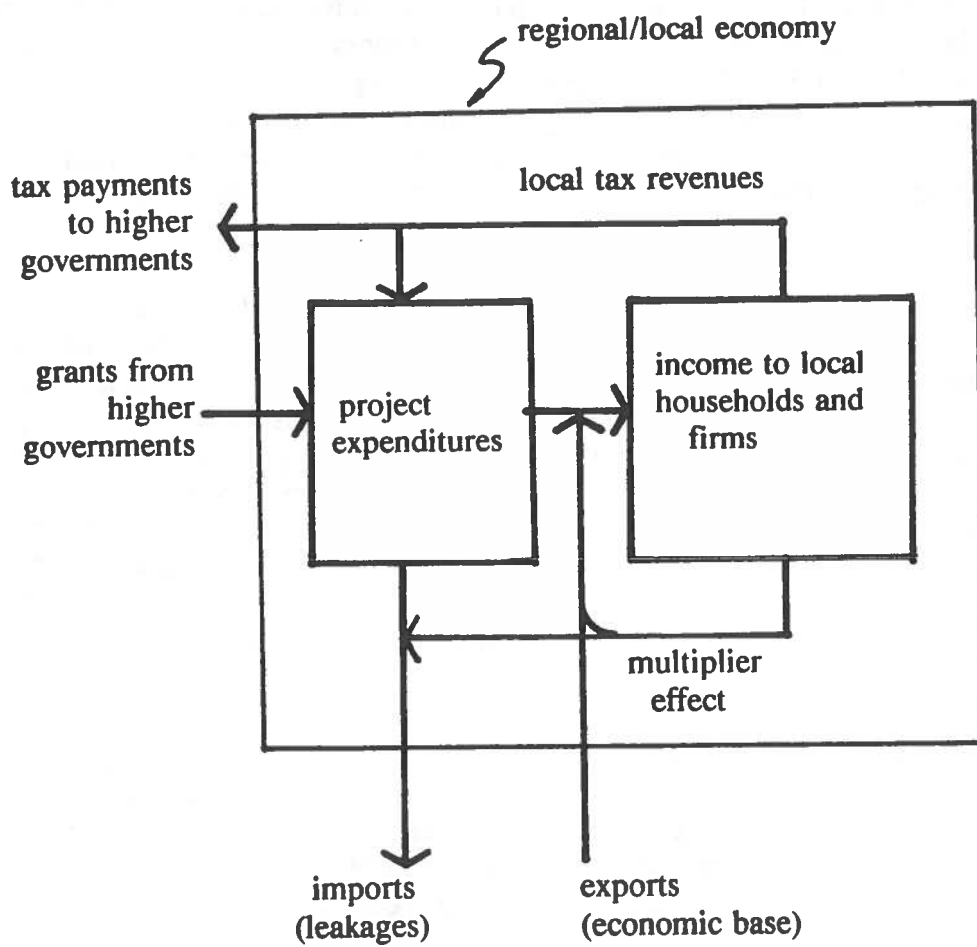 regional/local economy
tax payments
to higher
governments
local tax revenues
grants from
higher
governments
project
expenditures
income to local
households and
firms
multiplier
effect
imports
(leakages)
exports
(economic base)